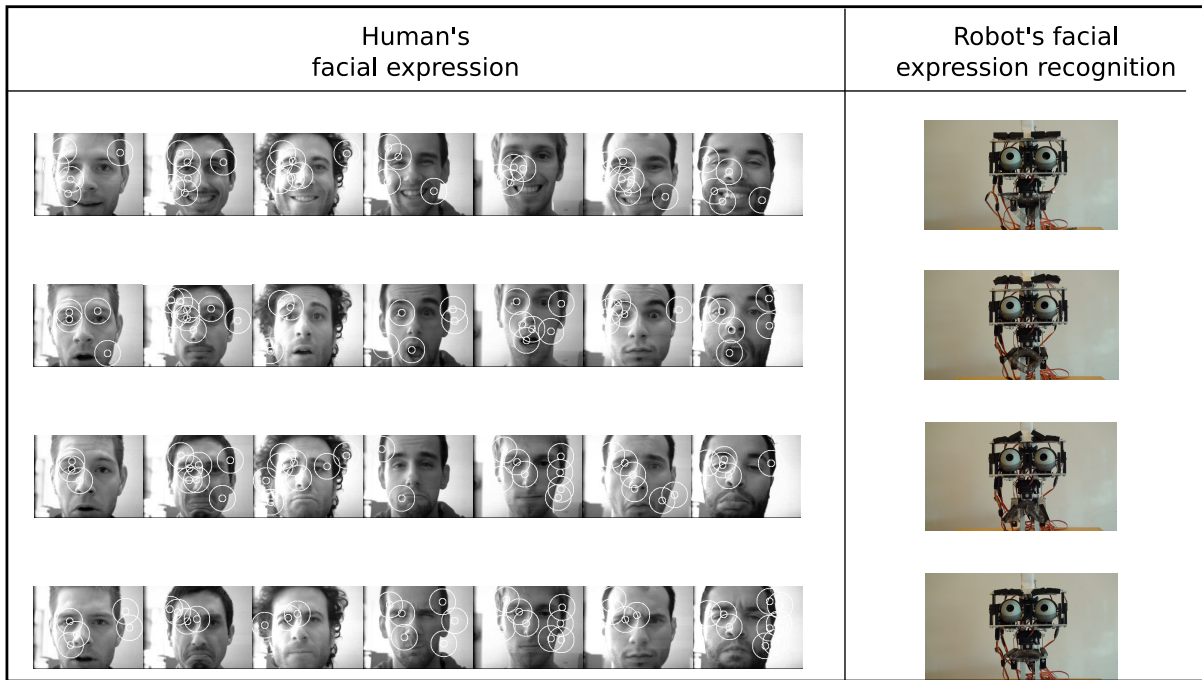 Human's
facial expression
Robot's facial
expression recognition